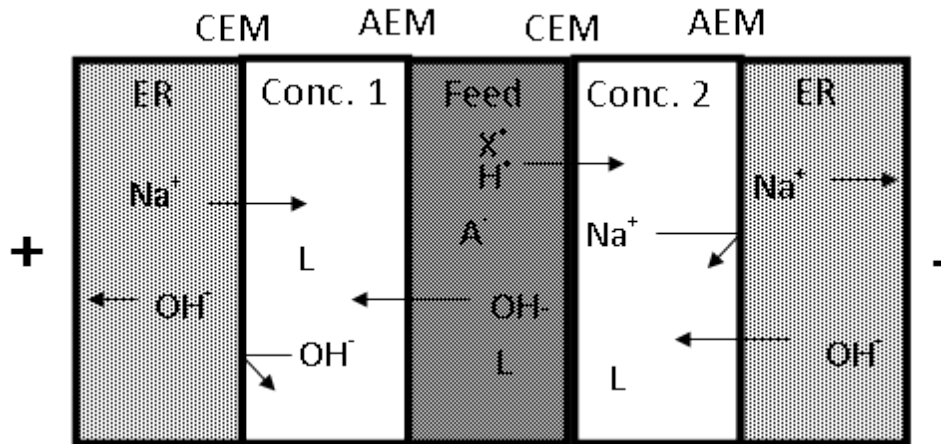 CEM AEM CEM AEM
ER Conc. 1 Feed Conc. 2 ER
X⁺
H⁺
Na⁺ Na⁺
A⁻ Na⁺
+ L -
OH⁻ OH- OH⁻
OH⁻ L L